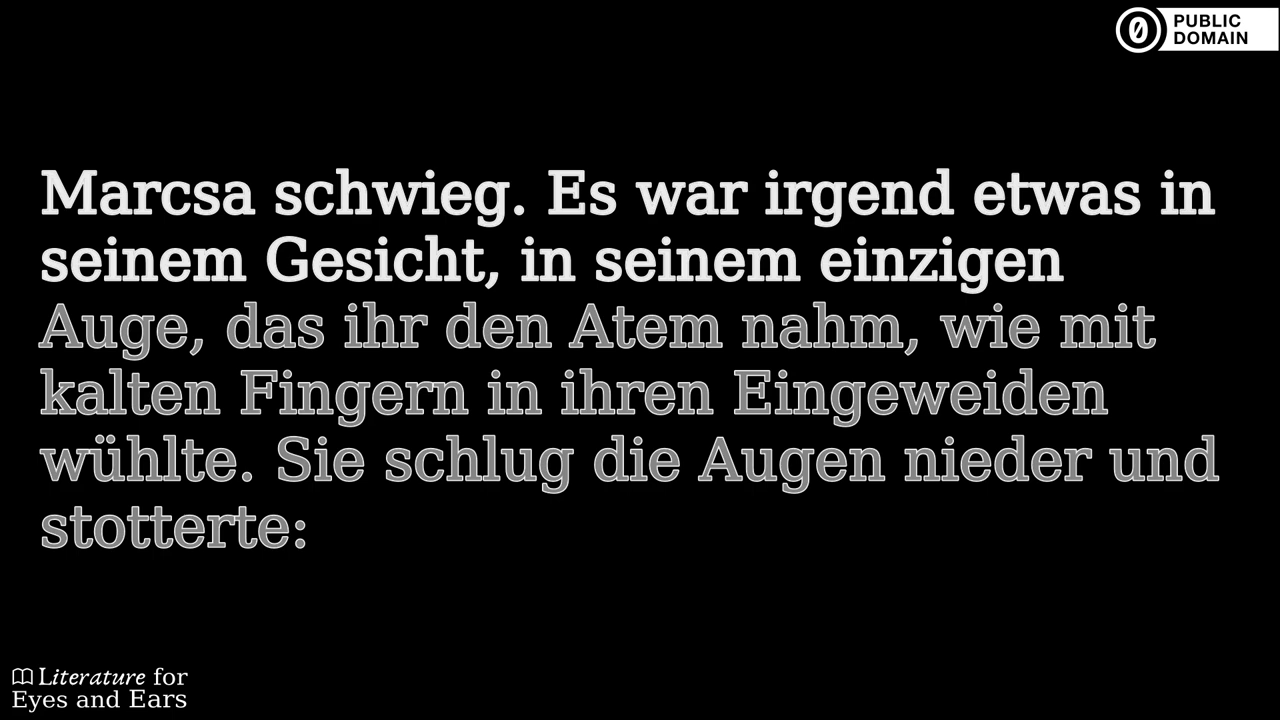 PUBLIC
DOMAIN
Marcsa schwieg. Es war irgend etwas in
seinem Gesicht, in seinem einzigen
Auge, das ihr den Atem nahm, wie mit
kalten Fingern in ihren Eingeweiden
wühlte. Sie schlug die Augen nieder und
stotterte:
Literature for
Eyes and Ears